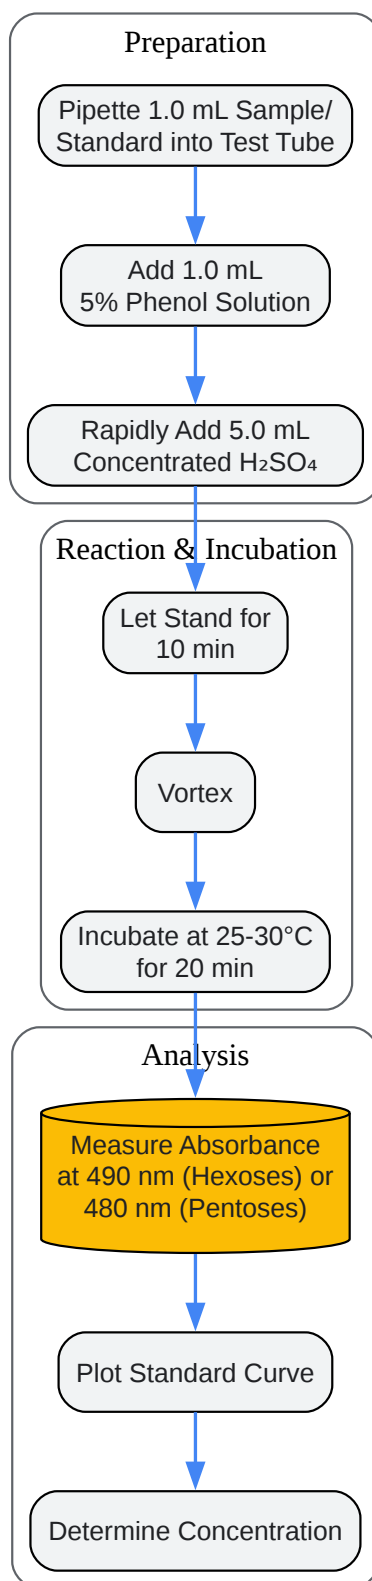 Preparation
Pipette 1.0 mL Sample/
Standard into Test Tube
Add 1.0 mL
5% Phenol Solution
Rapidly Add 5.0 mL
Concentrated H₂SO₄
Reaction & Incubation
Let Stand for
10 min
Vortex
Incubate at 25-30°C
for 20 min
Analysis
Measure Absorbance
at 490 nm (Hexoses) or
480 nm (Pentoses)
Plot Standard Curve
Determine Concentration